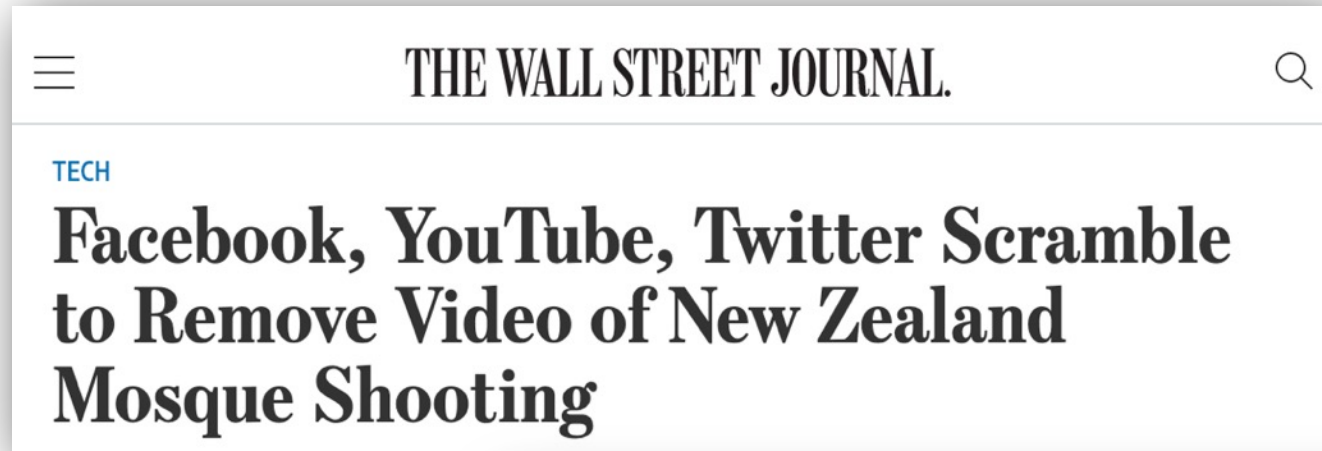 THE WALL STREET JOURNAL.
TECH
Facebook, YouTube, Twitter Scramble
to Remove Video of New Zealand
Mosque Shooting